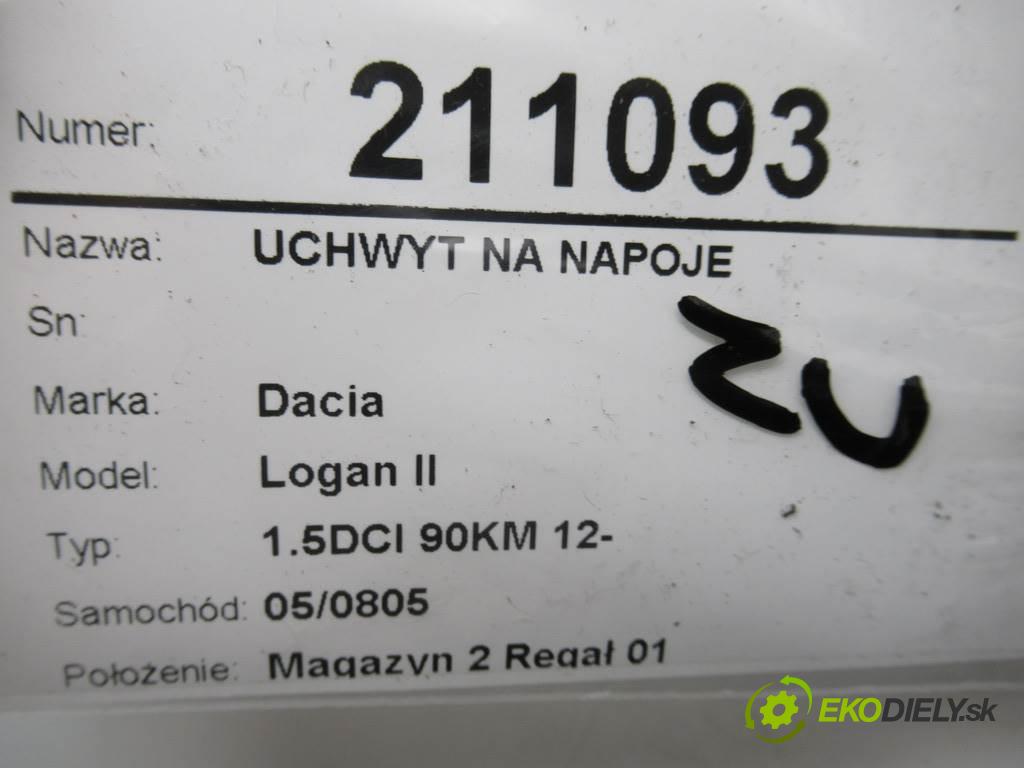 Numer: 211093
Nazwa: UCHWYT NA NAPOJE
Sn:
Marka: Dacia
Model: Logan II
Typ: 1.5DCI 90KM 12-
Samochód: 05/0805
Położenie: Magazyn 2 Regał 01
EKODIELY.sk